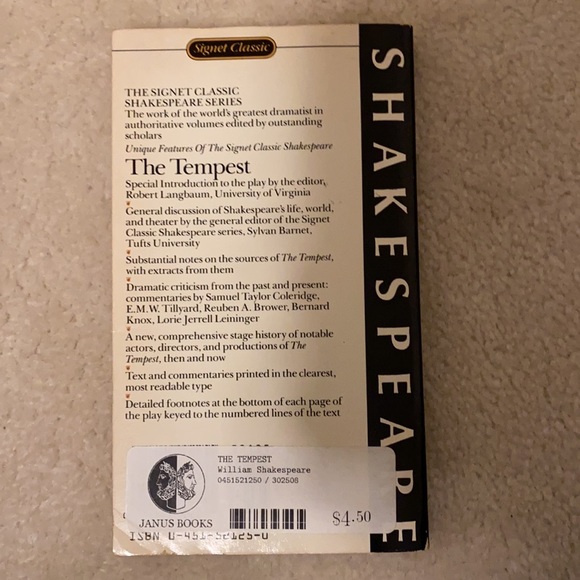 Signet Classic
SHAKESPEARE
THE SIGNET CLASSIC
SHAKESPEARE SERIES
The work of the world's greatest dramatist in
authoritative volumes edited by outstanding
scholars
Unique Features Of The Signet Classic Shakespeare
The Tempest
Special Introduction to the play by the editor,
Robert Langbaum, University of Virginia
General discussion of Shakespeare's life, world,
and theater by the general editor of the Signet
Classic Shakespeare series, Sylvan Barnet,
Tufts University
Substantial notes on the sources of The Tempest,
with extracts from them
Dramatic criticism from the past and present:
commentaries by Samuel Taylor Coleridge,
E.M.W. Tillyard, Reuben A. Brower, Bernard
Knox, Lorie Jerrell Leininger
A new, comprehensive stage history of notable
actors, directors, and productions of The
Tempest, then and now
Text and commentaries printed in the clearest,
most readable type
Detailed footnotes at the bottom of each page of
the play keyed to the numbered lines of the text
THE TEMPEST
William Shakespeare
0451521250 / 302508
JANUS BOOKS
$4.50
ISBN 0-451-52125-0